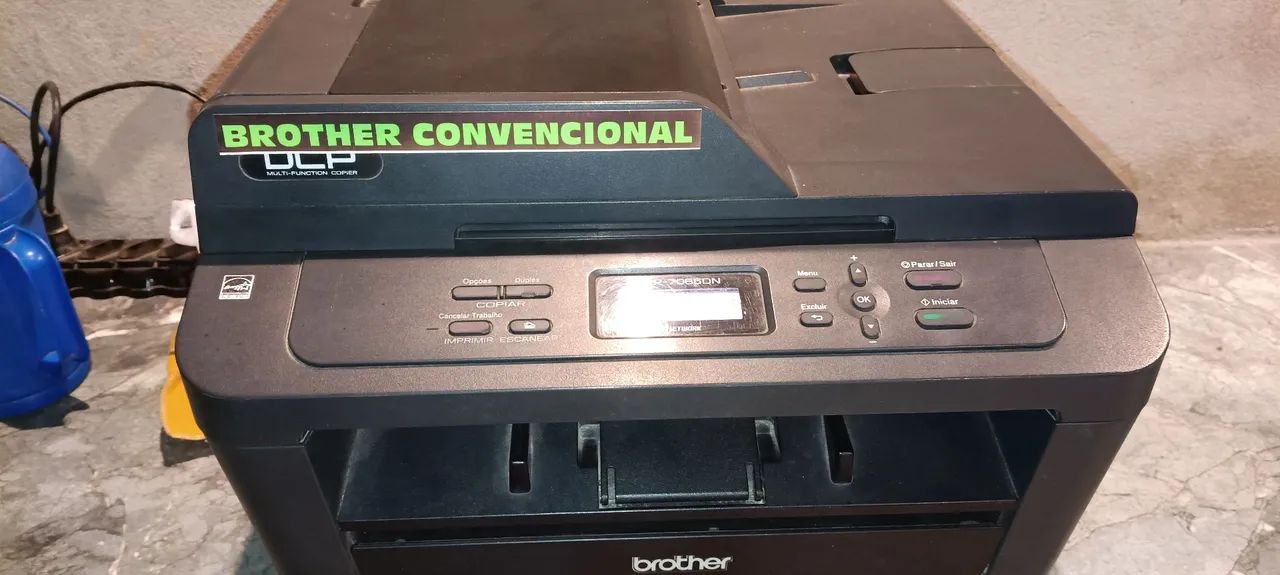 BROTHER CONVENCIONAL
DCP
MULTI-FUNCTION COPIER
Opções Duplex
COPIAR
Cancelar Trabalho
IMPRIMIR ESCANEAR
Menu
+
Excluir
OK
-
Parar/Sair
Iniciar
brother